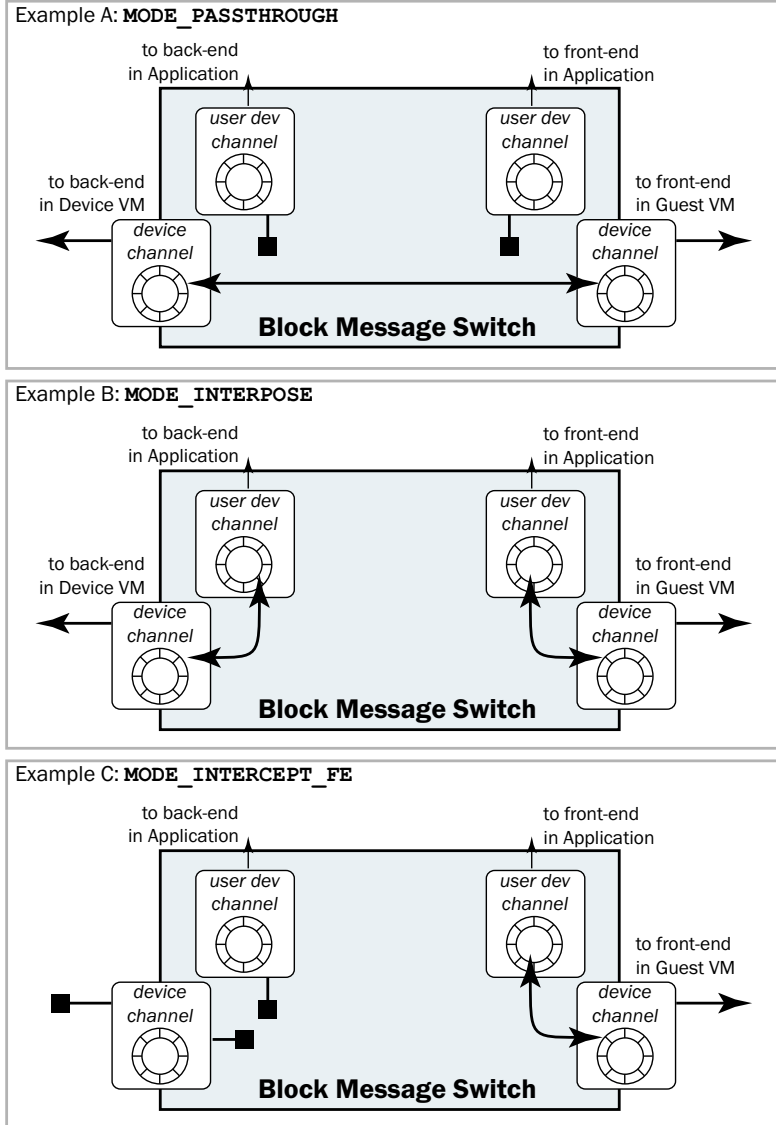 Example A: MODE_PASSTHROUGH
to back-end
in Application
to front-end
in Application
user dev
channel
user dev
channel
to back-end
in Device VM
to front-end
in Guest VM
device
channel
device
channel
Block Message Switch
Example B: MODE_INTERPOSE
to back-end
in Application
to front-end
in Application
user dev
channel
user dev
channel
to back-end
in Device VM
to front-end
in Guest VM
device
channel
device
channel
Block Message Switch
Example C: MODE_INTERCEPT_FE
to back-end
in Application
to front-end
in Application
user dev
channel
user dev
channel
to front-end
in Guest VM
device
channel
device
channel
Block Message Switch